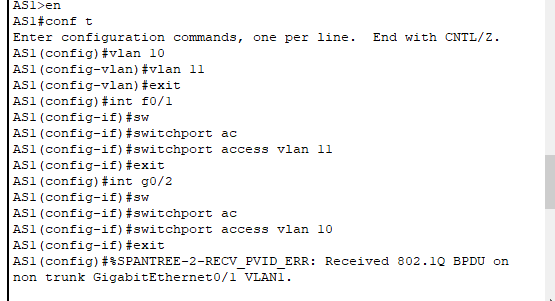 AS1>en
AS1#conf t
Enter configuration commands, one per line.  End with CNTL/Z.
AS1(config)#vlan 10
AS1(config-vlan)#vlan 11
AS1(config-vlan)#exit
AS1(config)#int f0/1
AS1(config-if)#sw
AS1(config-if)#switchport ac
AS1(config-if)#switchport access vlan 11
AS1(config-if)#exit
AS1(config)#int g0/2
AS1(config-if)#sw
AS1(config-if)#switchport ac
AS1(config-if)#switchport access vlan 10
AS1(config-if)#exit
AS1(config)#%SPANTREE-2-RECV_PVID_ERR: Received 802.1Q BPDU on
non trunk GigabitEthernet0/1 VLAN1.